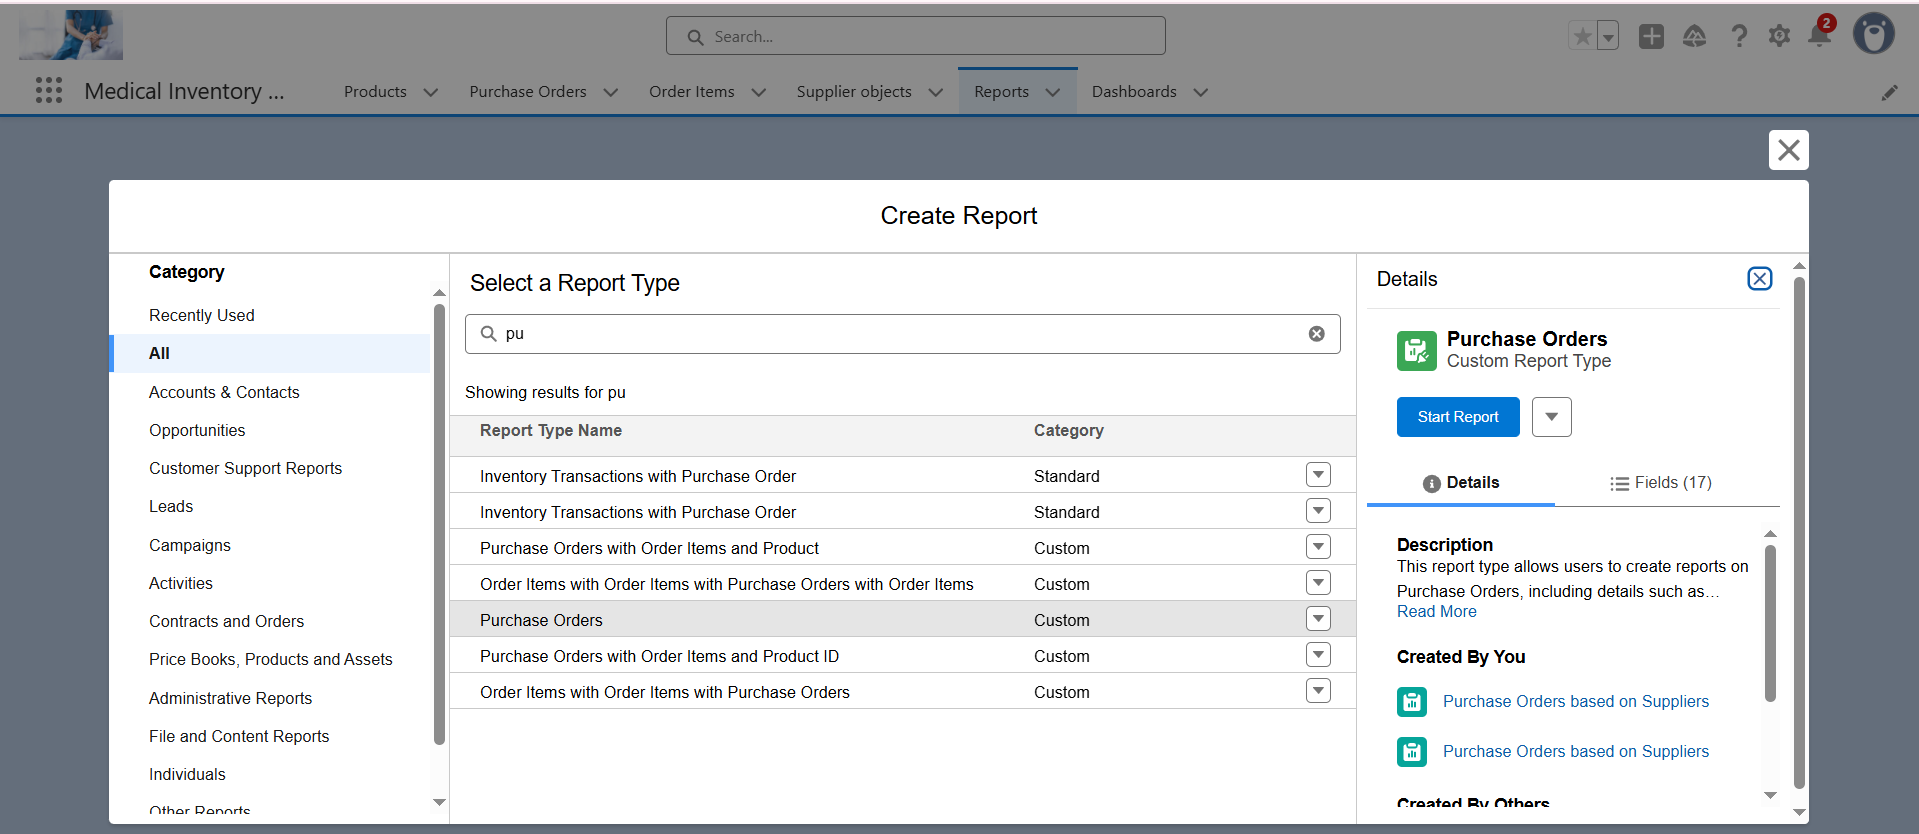 Search...
2
Medical Inventory ...
Products
Purchase Orders
Order Items
Supplier objects
Reports
Dashboards
Create Report
Category
Recently Used
All
Accounts & Contacts
Opportunities
Customer Support Reports
Leads
Campaigns
Activities
Contracts and Orders
Price Books, Products and Assets
Administrative Reports
File and Content Reports
Individuals
Other Reports
Select a Report Type
pu
Showing results for pu
Report Type Name Category
Inventory Transactions with Purchase Order Standard
Inventory Transactions with Purchase Order Standard
Purchase Orders with Order Items and Product Custom
Order Items with Order Items with Purchase Orders with Order Items Custom
Purchase Orders Custom
Purchase Orders with Order Items and Product ID Custom
Order Items with Order Items with Purchase Orders Custom
Details
Purchase Orders
Custom Report Type
Start Report
Details
Fields (17)
Description
This report type allows users to create reports on
Purchase Orders, including details such as...
Read More
Created By You
Purchase Orders based on Suppliers
Purchase Orders based on Suppliers
Created By Others